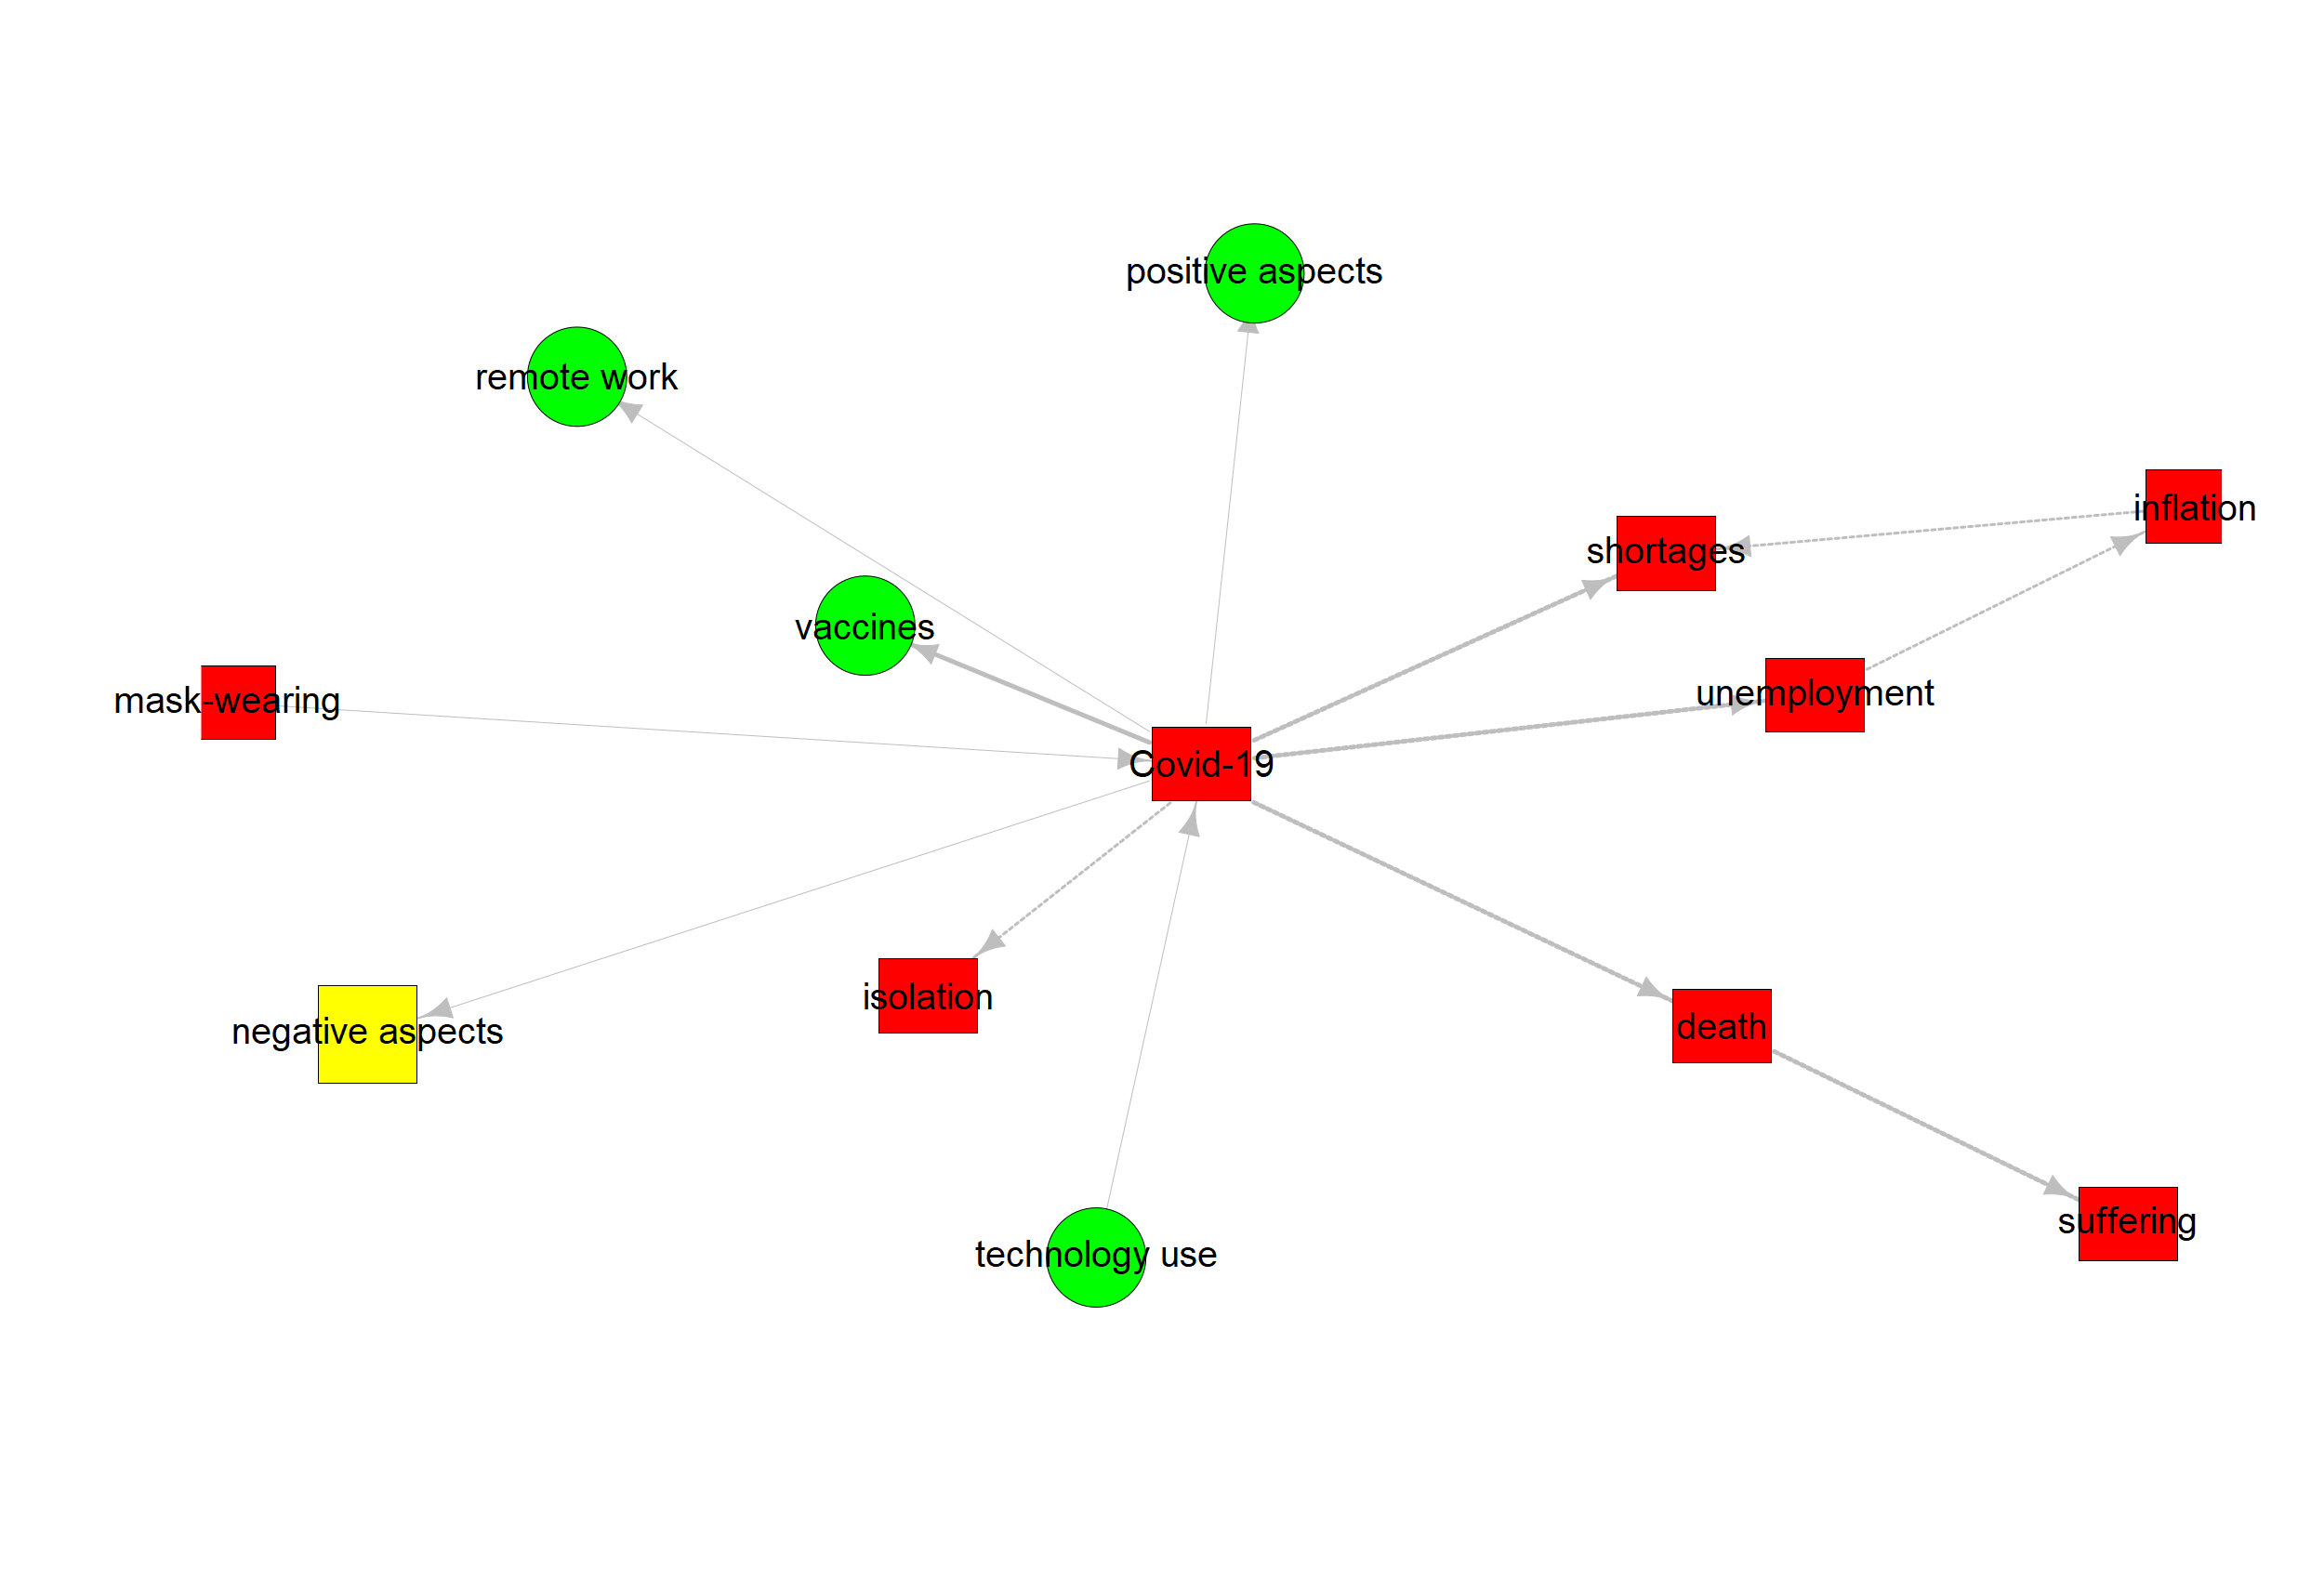 positive aspects
remote work
inflation
shortages
vaccines
unemployment
mask-wearing
Covid-19
isolation
death
negative aspects
suffering
technology use